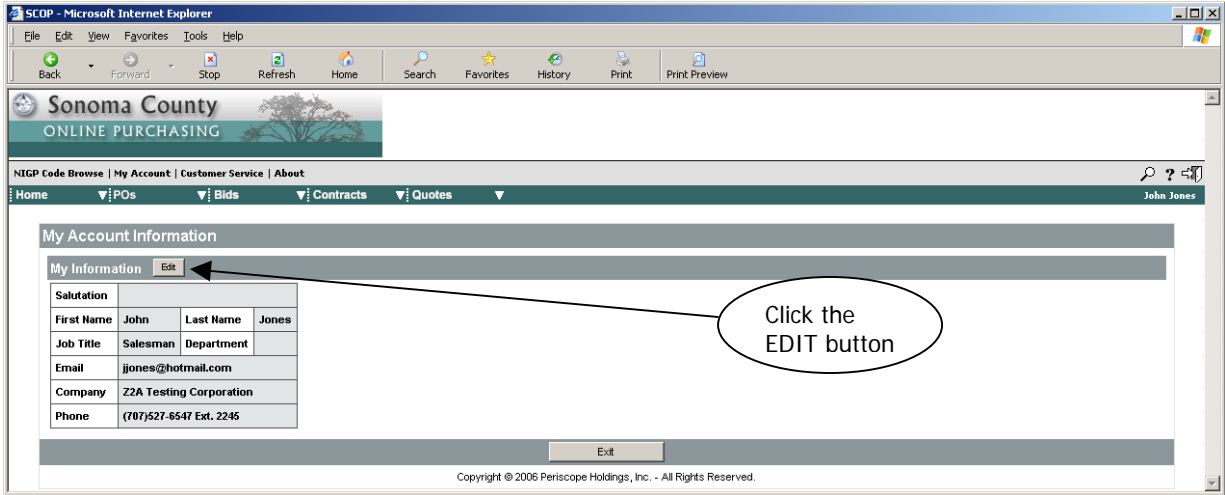 SCOP - Microsoft Internet Explorer
File Edit View Favorites Tools Help
Back Forward Stop Refresh Home Search Favorites History Print Print Preview
Sonoma County
ONLINE PURCHASING
NIGP Code Browse | My Account | Customer Service | About
Home POs Bids Contracts Quotes John Jones
My Account Information
My Information Edit
Salutation
First Name John Last Name Jones
Job Title Salesman Department
Email jjones@hotmail.com
Company Z2A Testing Corporation
Phone (707)527-6547 Ext. 2245
Click the
EDIT button
Exit
Copyright © 2006 Periscope Holdings, Inc. - All Rights Reserved.